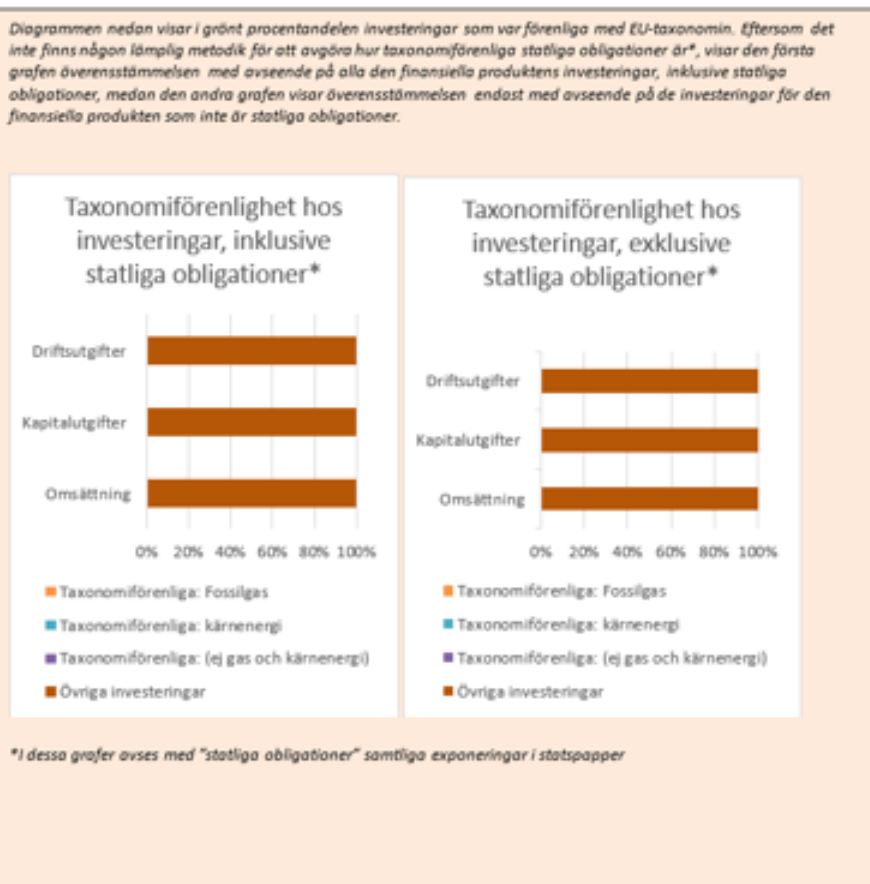 Diagrammen nedan visar i grönt procentandelen investeringar som var förenliga med EU-taxonomin. Eftersom det
inte finns någon lämplig metodik för att avgöra hur taxonomiförenliga statliga obligationer är*, visar den första
grafen överensstämmelsen med avseende på alla den finansiella produktens investeringar, inklusive statliga
obligationer, medan den andra grafen visar överensstämmelsen endast med avseende på de investeringar för den
finansiella produkten som inte är statliga obligationer.
Taxonomiförenlighet hos
investeringar, inklusive
statliga obligationer*
Driftsutgifter
Kapitalutgifter
Omsättning
0% 20% 40% 60% 80% 100%
Taxonomiförenliga: Fossilgas
Taxonomiförenliga: kärnenergi
Taxonomiförenliga: (ej gas och kärnenergi)
Övriga investeringar
Taxonomiförenlighet hos
investeringar, exklusive
statliga obligationer*
Driftsutgifter
Kapitalutgifter
Omsättning
0% 20% 40% 60% 80% 100%
Taxonomiförenliga: Fossilgas
Taxonomiförenliga: kärnenergi
Taxonomiförenliga: (ej gas och kärnenergi)
Övriga investeringar
*I dessa grafer avses med "statliga obligationer" samtliga exponeringar i statspapper